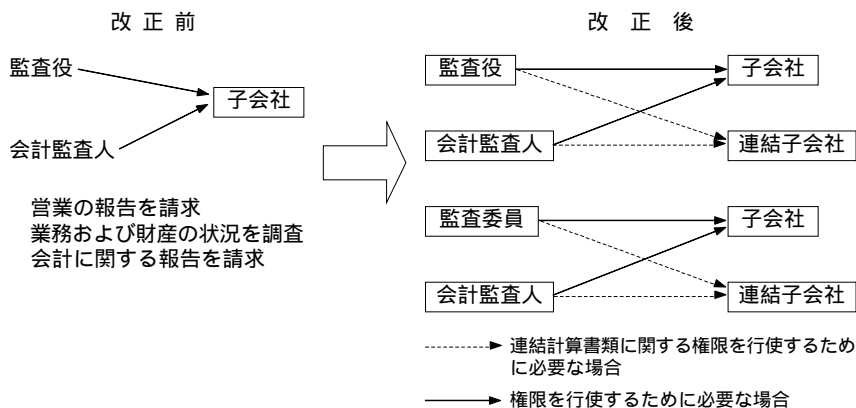 改正前
監査役
子会社
会計監査人
営業の報告を請求
業務および財産の状況を調査
会計に関する報告を請求
改正後
監査役
子会社
会計監査人
連結子会社
監査委員
子会社
会計監査人
連結子会社
連結計算書類に関する権限を行使するため
に必要な場合
権限を行使するために必要な場合